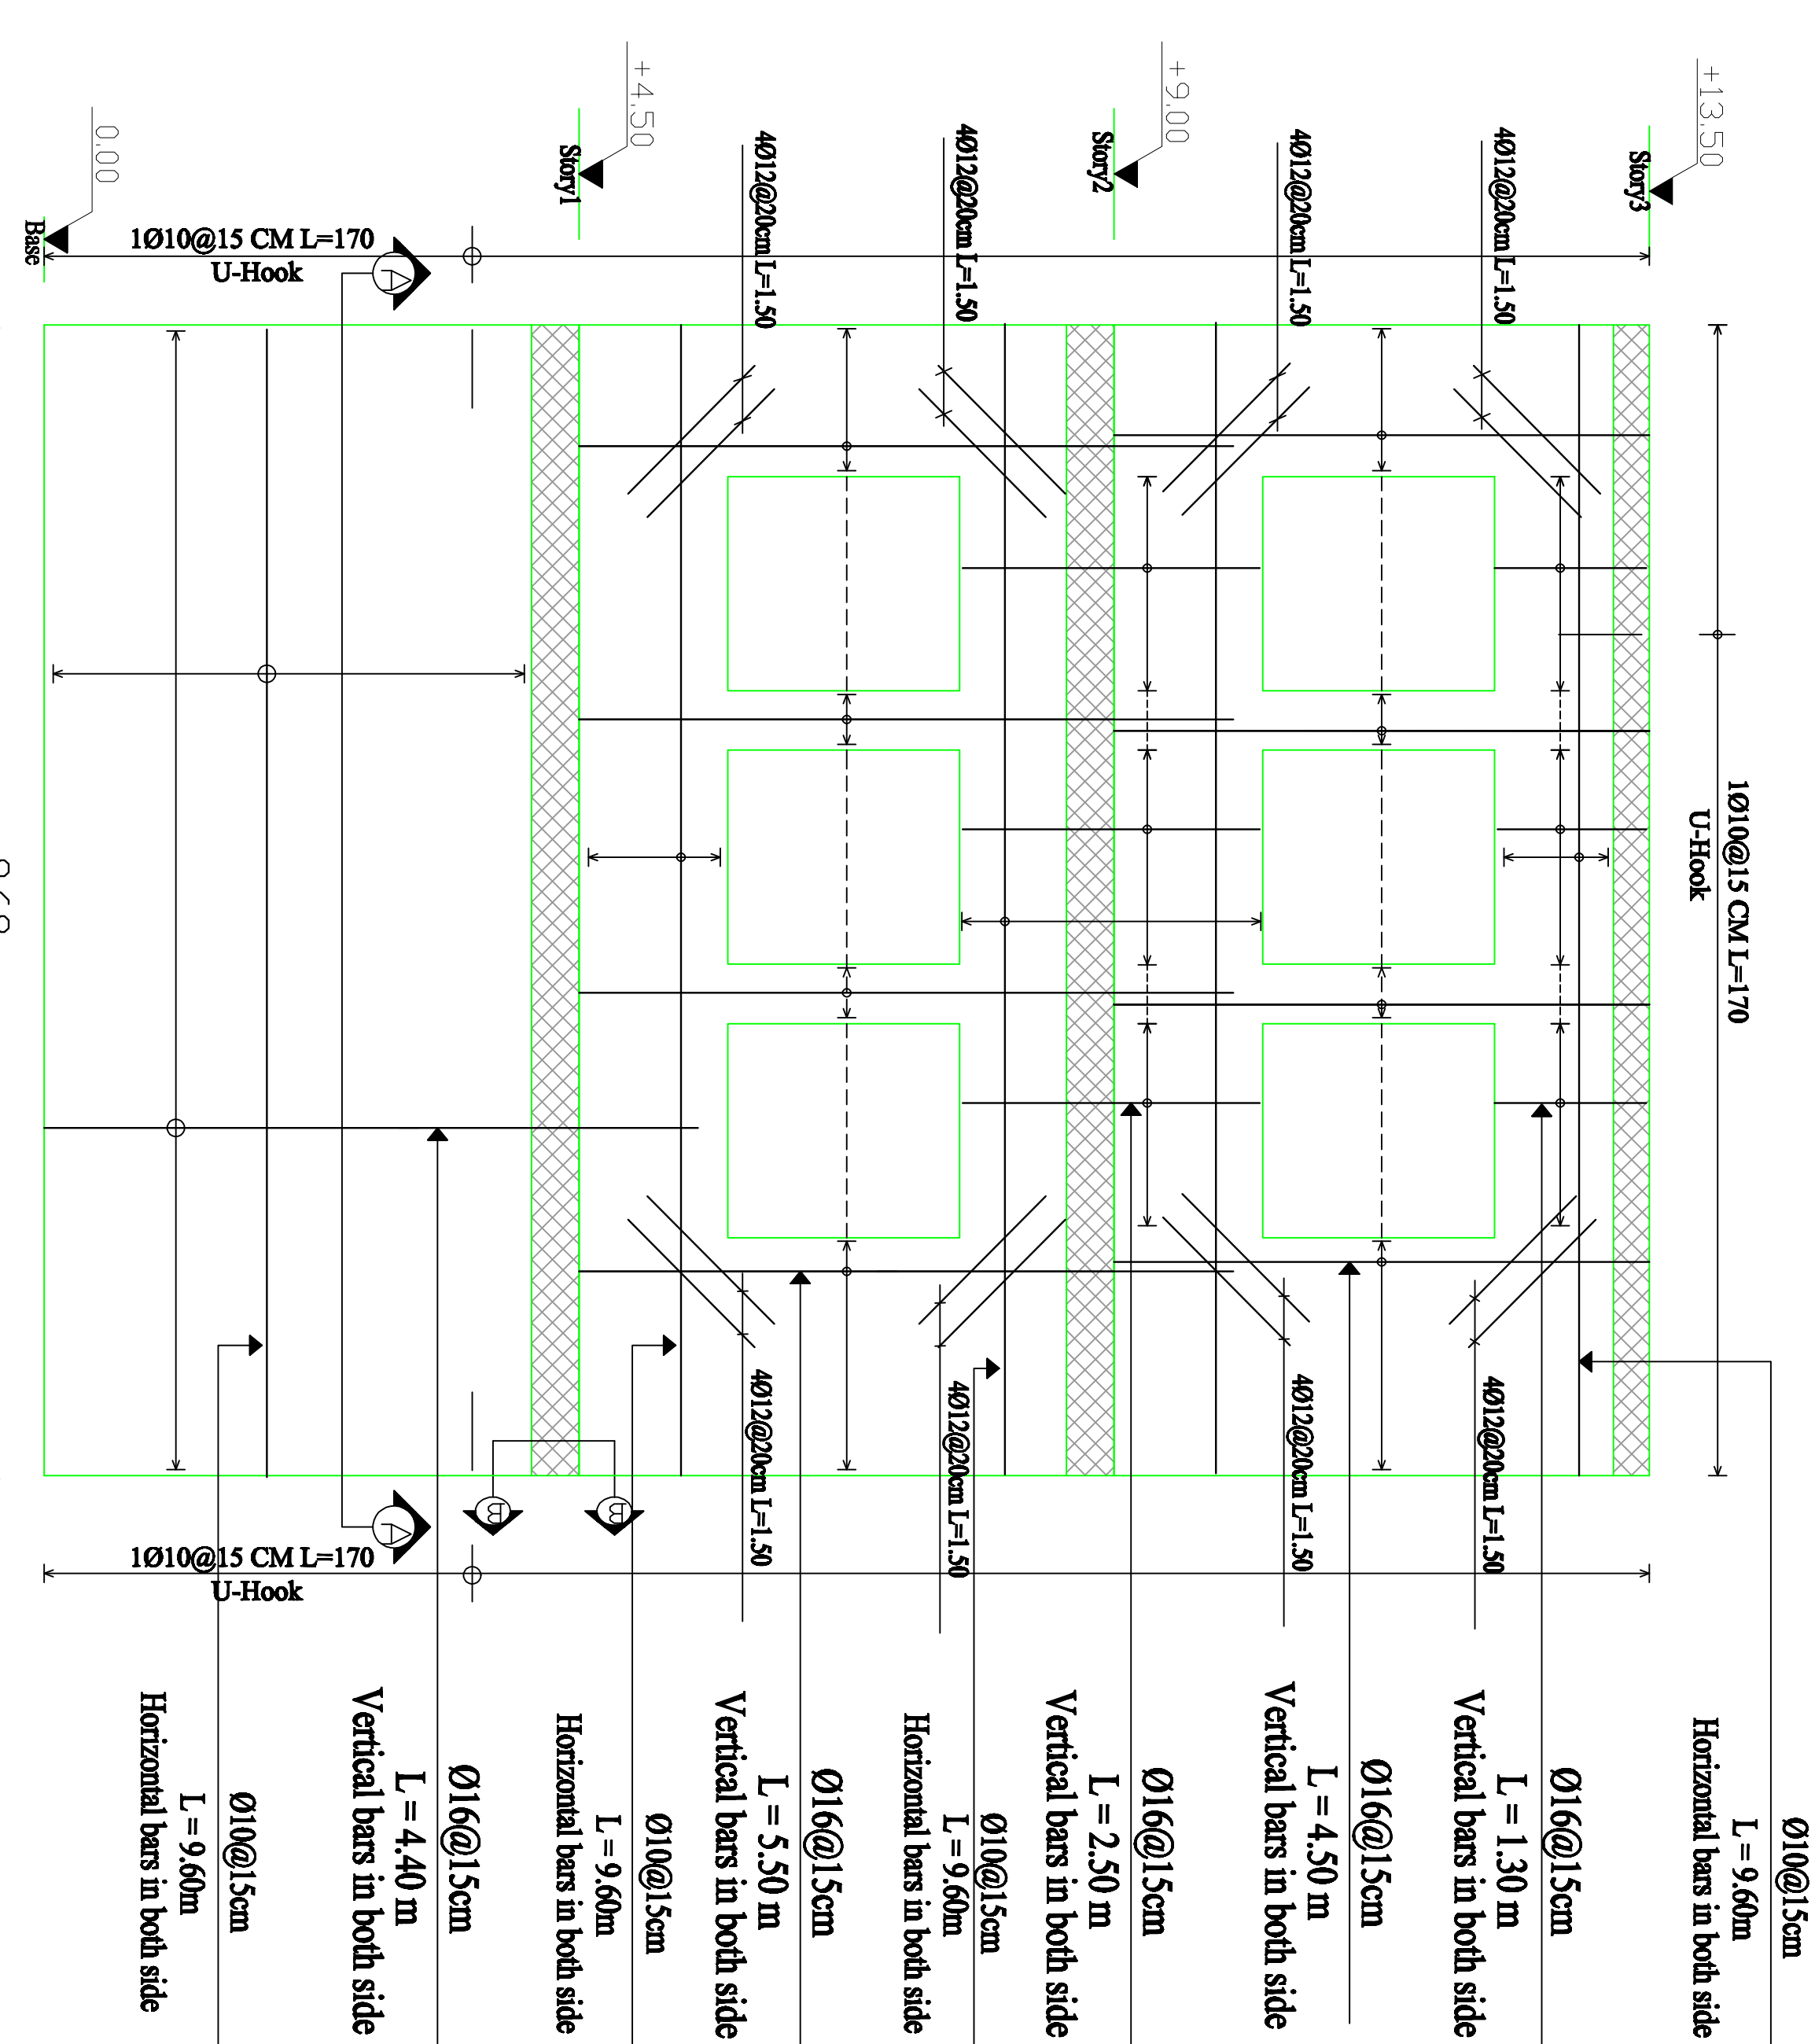 +13.50
Story3
+9.00
Story2
+4.50
Story1
0.00
Base
1Ø10@15 CM L=170
U-Hook
4Ø12@20cm L=1.50
4Ø12@20cm L=1.50
4Ø12@20cm L=1.50
4Ø12@20cm L=1.50
1Ø10@15 CM L=170
U-Hook
A
A
B
B
4Ø12@20cm L=1.50
4Ø12@20cm L=1.50
4Ø12@20cm L=1.50
4Ø12@20cm L=1.50
1Ø10@15 CM L=170
U-Hook
Ø10@15cm
L = 9.60m
Horizontal bars in both side
Ø16@15cm
L = 1.30 m
Vertical bars in both side
Ø16@15cm
L = 4.50 m
Vertical bars in both side
Ø16@15cm
L = 2.50 m
Vertical bars in both side
Ø10@15cm
L = 9.60m
Horizontal bars in both side
Ø16@15cm
L = 5.50 m
Vertical bars in both side
Ø10@15cm
L = 9.60m
Horizontal bars in both side
Ø16@15cm
L = 4.40 m
Vertical bars in both side
Ø10@15cm
L = 9.60m
Horizontal bars in both side